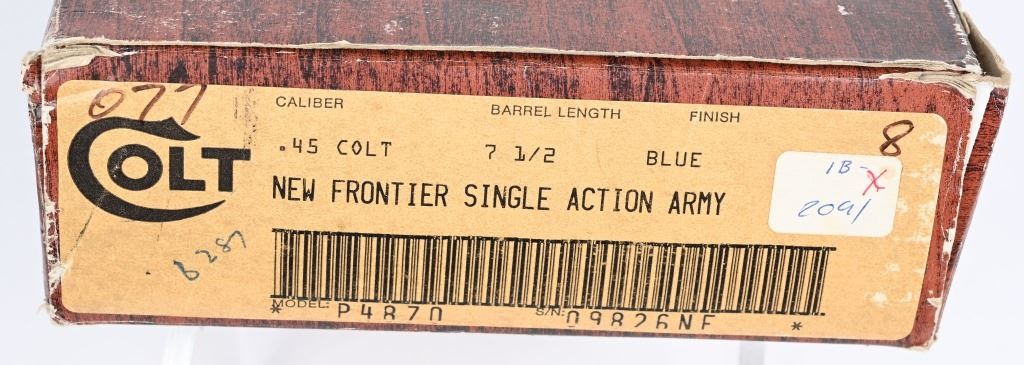 077
COLT
CALIBER BARREL LENGTH FINISH
.45 COLT 7 1/2 BLUE
NEW FRONTIER SINGLE ACTION ARMY
8
1B- X
2091
B287
MODEL: S/N:
* P4870 09826NF *